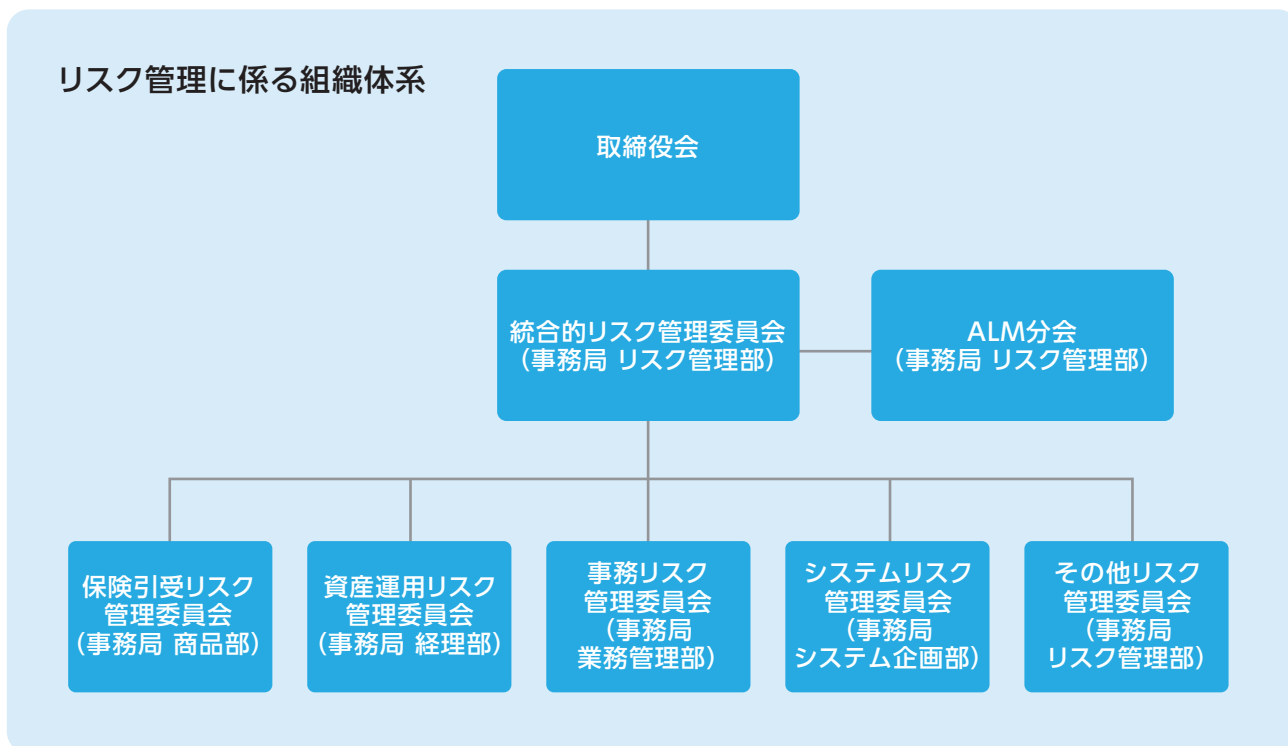 リスク管理に係る組織体系
取締役会
統合的リスク管理委員会
（事務局 リスク管理部）
ALM分会
（事務局 リスク管理部）
保険引受リスク
管理委員会
（事務局 商品部）
資産運用リスク
管理委員会
（事務局 経理部）
事務リスク
管理委員会
（事務局
業務管理部）
システムリスク
管理委員会
（事務局
システム企画部）
その他リスク
管理委員会
（事務局
リスク管理部）